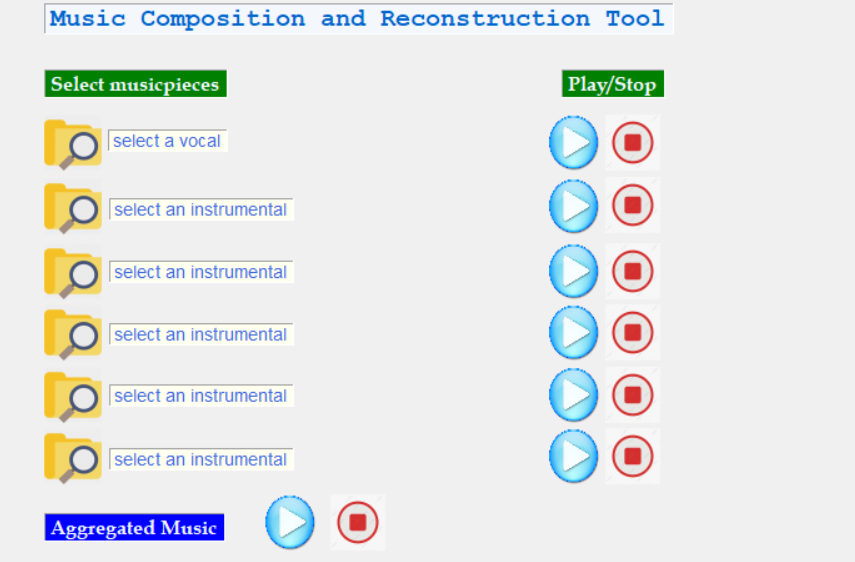 Music Composition and Reconstruction Tool
Select musicpieces Play/Stop
select a vocal
select an instrumental
select an instrumental
select an instrumental
select an instrumental
select an instrumental
Aggregated Music